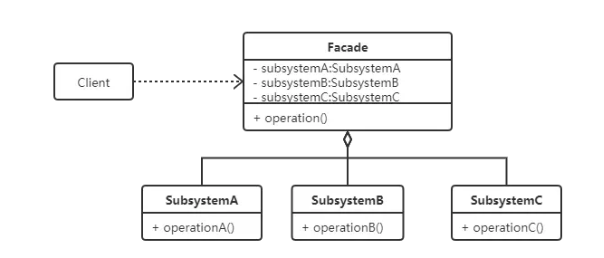 Facade
- subsystemA:SubsystemA
Client
- subsystemB:SubsystemB
- subsystemC:SubsystemC
+ operation()
SubsystemA
SubsystemB
SubsystemC
+ operationA()
+ operationB()
+ operationC()